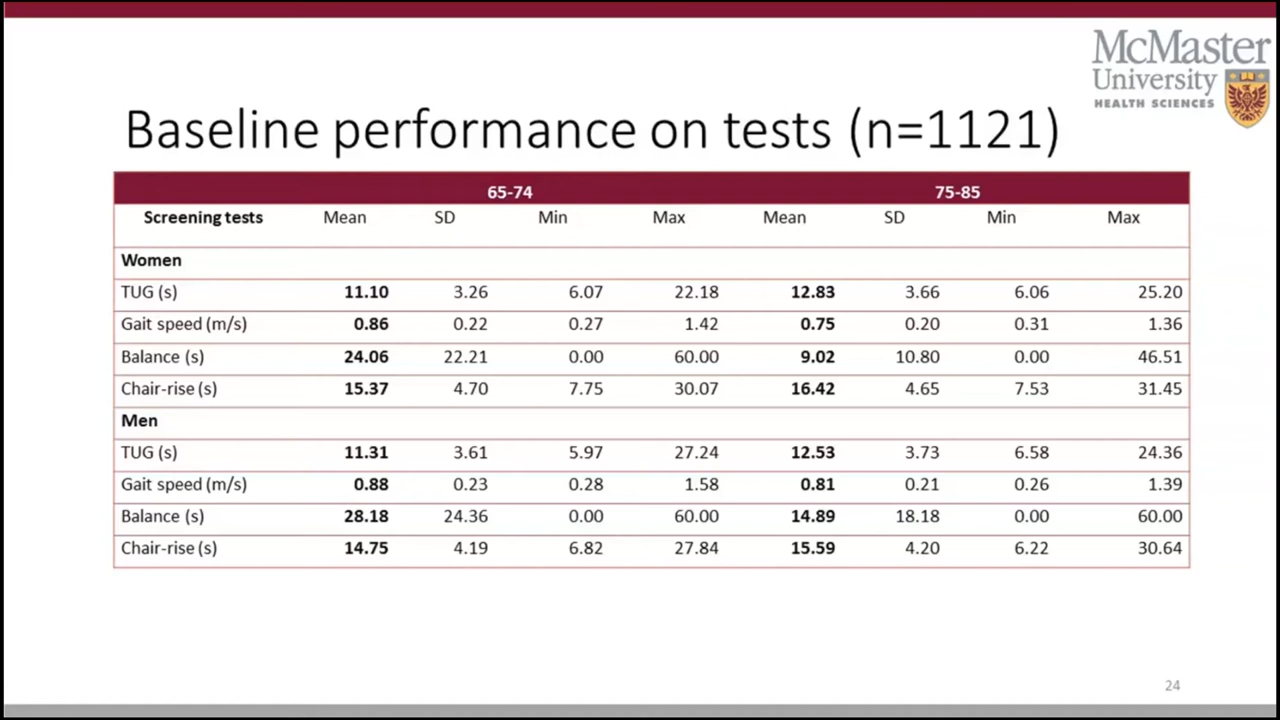 McMaster
University
HEALTH SCIENCES
Baseline performance on tests (n=1121)
65-74 75-85
Screening tests Mean SD Min Max Mean SD Min Max
Women
TUG (s) 11.10 3.26 6.07 22.18 12.83 3.66 6.06 25.20
Gait speed (m/s) 0.86 0.22 0.27 1.42 0.75 0.20 0.31 1.36
Balance (s) 24.06 22.21 0.00 60.00 9.02 10.80 0.00 46.51
Chair-rise (s) 15.37 4.70 7.75 30.07 16.42 4.65 7.53 31.45
Men
TUG (s) 11.31 3.61 5.97 27.24 12.53 3.73 6.58 24.36
Gait speed (m/s) 0.88 0.23 0.28 1.58 0.81 0.21 0.26 1.39
Balance (s) 28.18 24.36 0.00 60.00 14.89 18.18 0.00 60.00
Chair-rise (s) 14.75 4.19 6.82 27.84 15.59 4.20 6.22 30.64
24